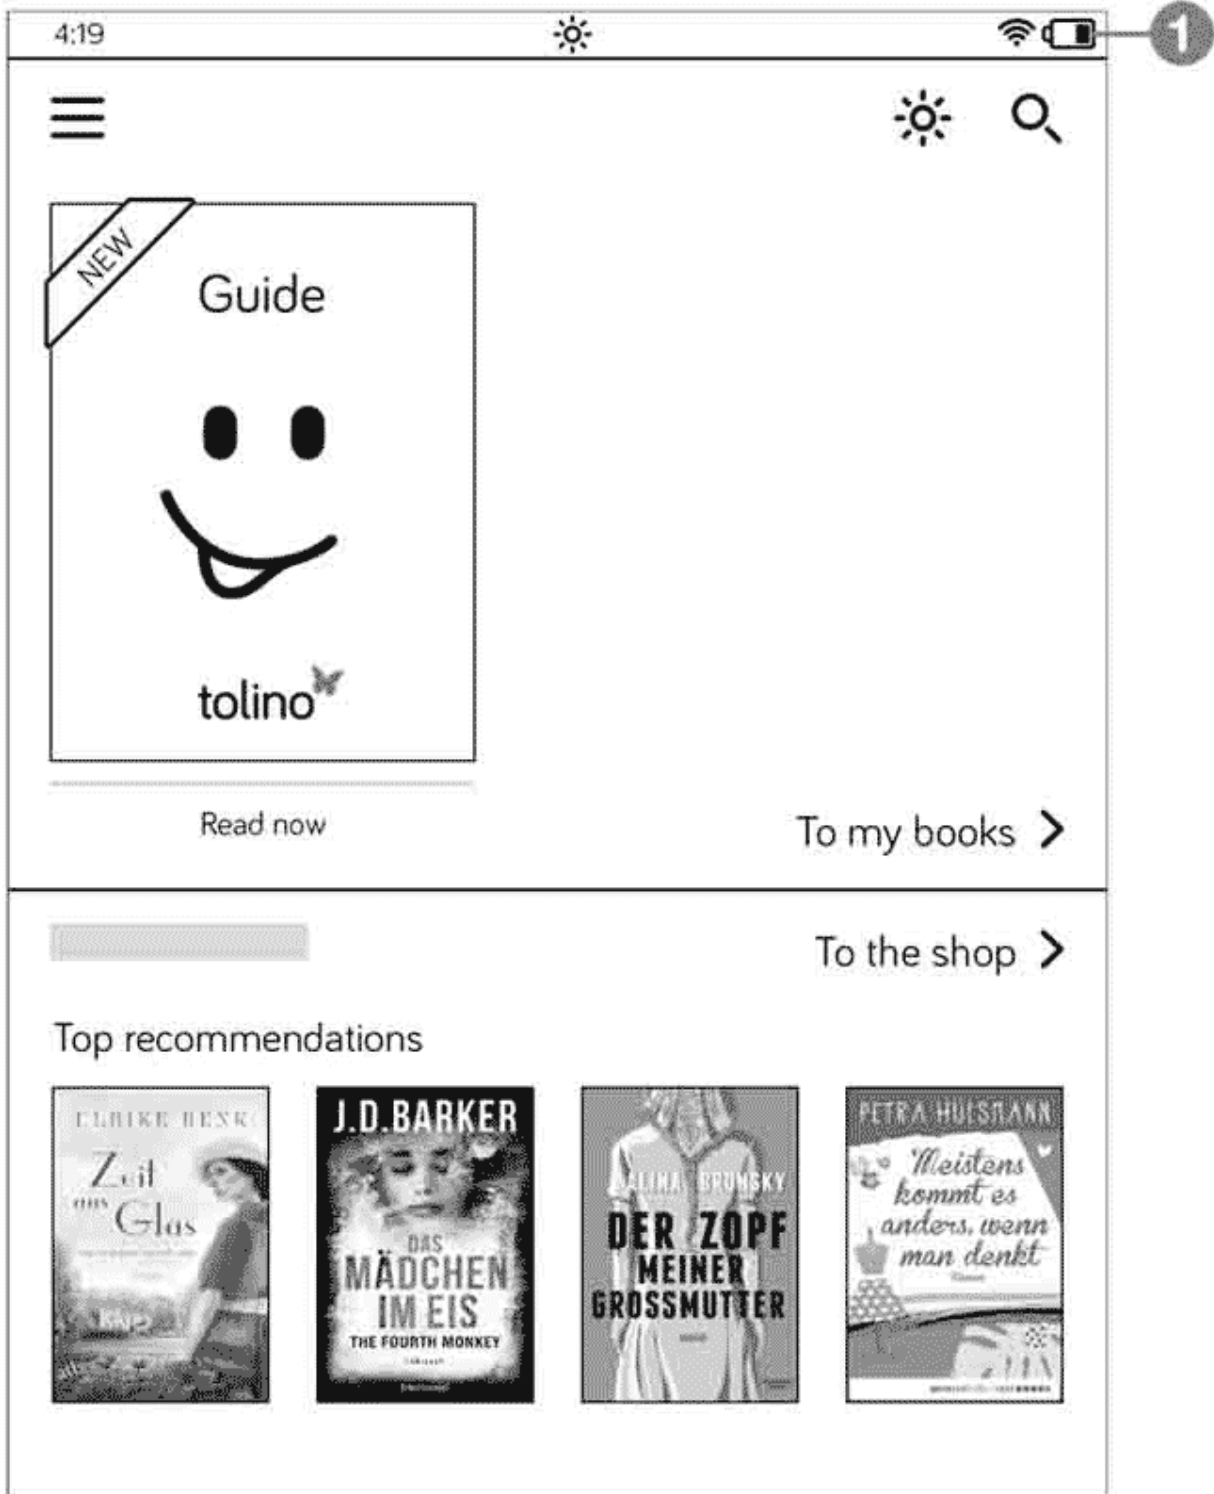 4:19
1
NEW
Guide
tolino
Read now
To my books
To the shop
Top recommendations
ULRIKE RENK
Zeit
aus
Glas
J.D.BARKER
DAS
MÄDCHEN
IM EIS
THE FOURTH MONKEY
ALINA BRONSKY
DER ZOPF
MEINER
GROSSMUTTER
PETRA HÜLSMANN
Meistens
kommt es
anders, wenn
man denkt